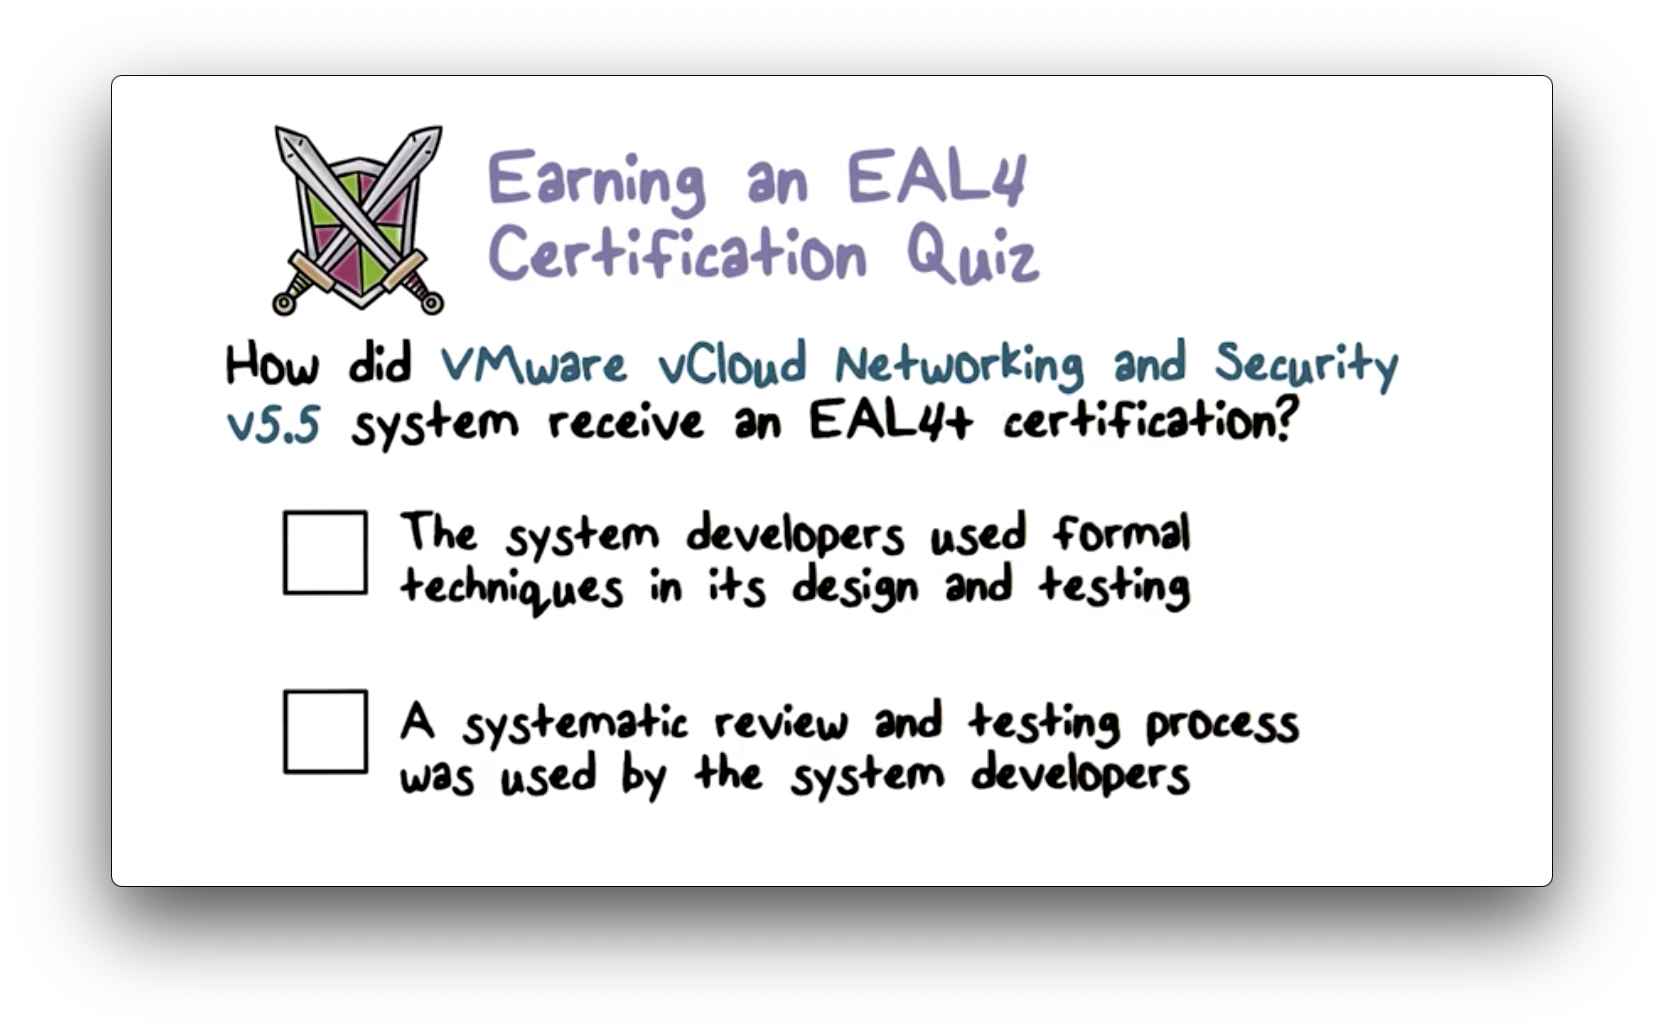 Earning an EAL4
Certification Quiz
How did VMware vCloud Networking and Security
v5.5 system receive an EAL4+ certification?
The system developers used formal
techniques in its design and testing
A systematic review and testing process
was used by the system developers